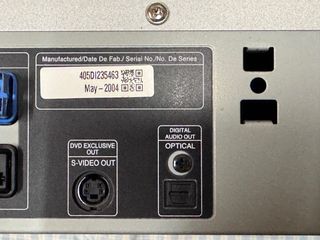 Manufactured/Date De Fab./ Serial No./No. De Series
405DI235463
May-2004
DVD EXCLUSIVE
OUT
S-VIDEO OUT
DIGITAL
AUDIO OUT
OPTICAL